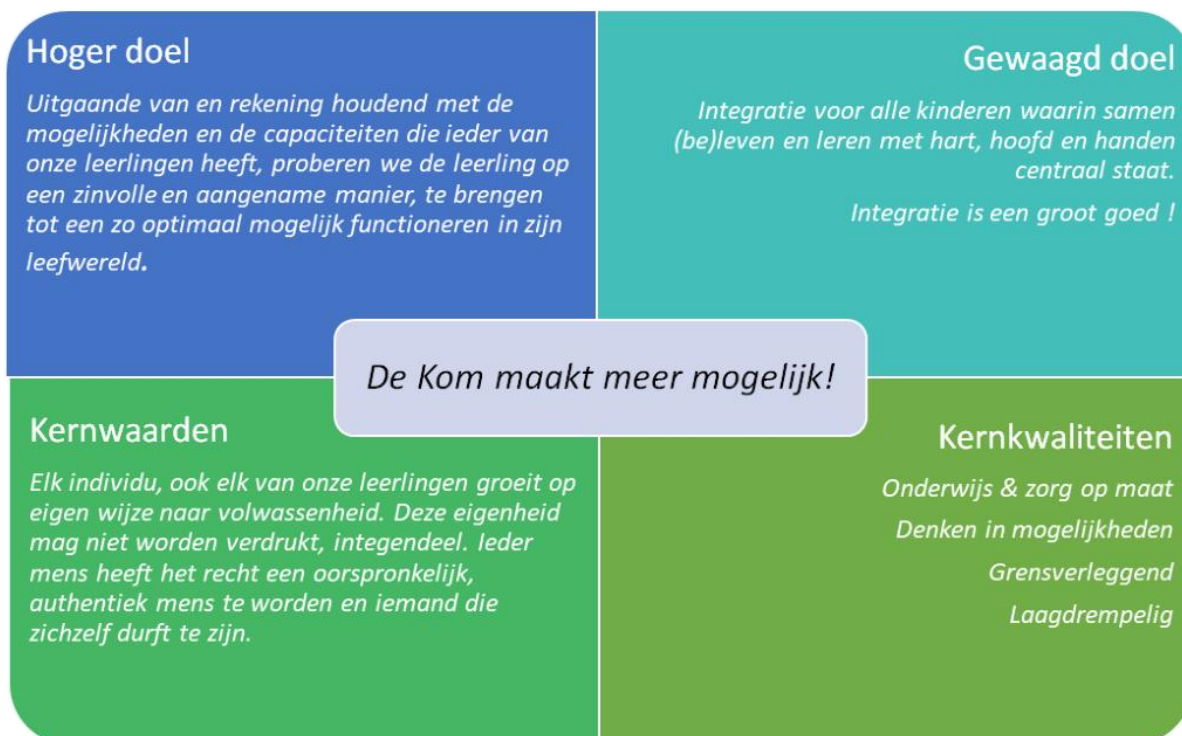 Hoger doel
Uitgaande van en rekening houdend met de
mogelijkheden en de capaciteiten die ieder van
onze leerlingen heeft, proberen we de leerling op
een zinvolle en aangename manier, te brengen
tot een zo optimaal mogelijk functioneren in zijn
leefwereld.
Gewaagd doel
Integratie voor alle kinderen waarin samen
(be)leven en leren met hart, hoofd en handen
centraal staat.
Integratie is een groot goed !
De Kom maakt meer mogelijk!
Kernwaarden
Elk individu, ook elk van onze leerlingen groeit op
eigen wijze naar volwassenheid. Deze eigenheid
mag niet worden verdrukt, integendeel. Ieder
mens heeft het recht een oorspronkelijk,
authentiek mens te worden en iemand die
zichzelf durft te zijn.
Kernkwaliteiten
Onderwijs & zorg op maat
Denken in mogelijkheden
Grensverleggend
Laagdrempelig